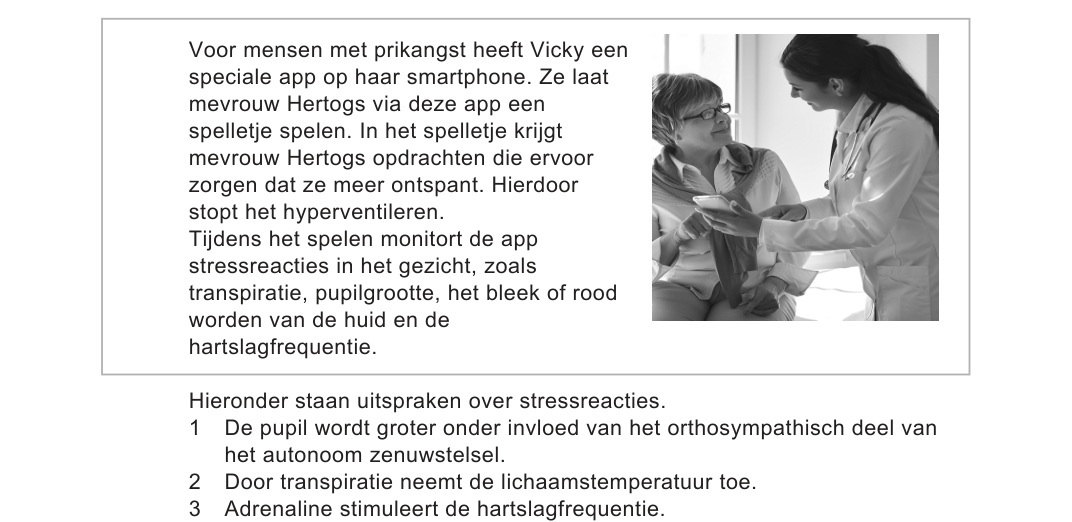 Voor mensen met prikangst heeft Vicky een
speciale app op haar smartphone. Ze laat
mevrouw Hertogs via deze app een
spelletje spelen. In het spelletje krijgt
mevrouw Hertogs opdrachten die ervoor
zorgen dat ze meer ontspant. Hierdoor
stopt het hyperventileren.
Tijdens het spelen monitort de app
stressreacties in het gezicht, zoals
transpiratie, pupilgrootte, het bleek of rood
worden van de huid en de
hartslagfrequentie.
Hieronder staan uitspraken over stressreacties.
1 De pupil wordt groter onder invloed van het orthosympathisch deel van
het autonoom zenuwstelsel.
2 Door transpiratie neemt de lichaamstemperatuur toe.
3 Adrenaline stimuleert de hartslagfrequentie.